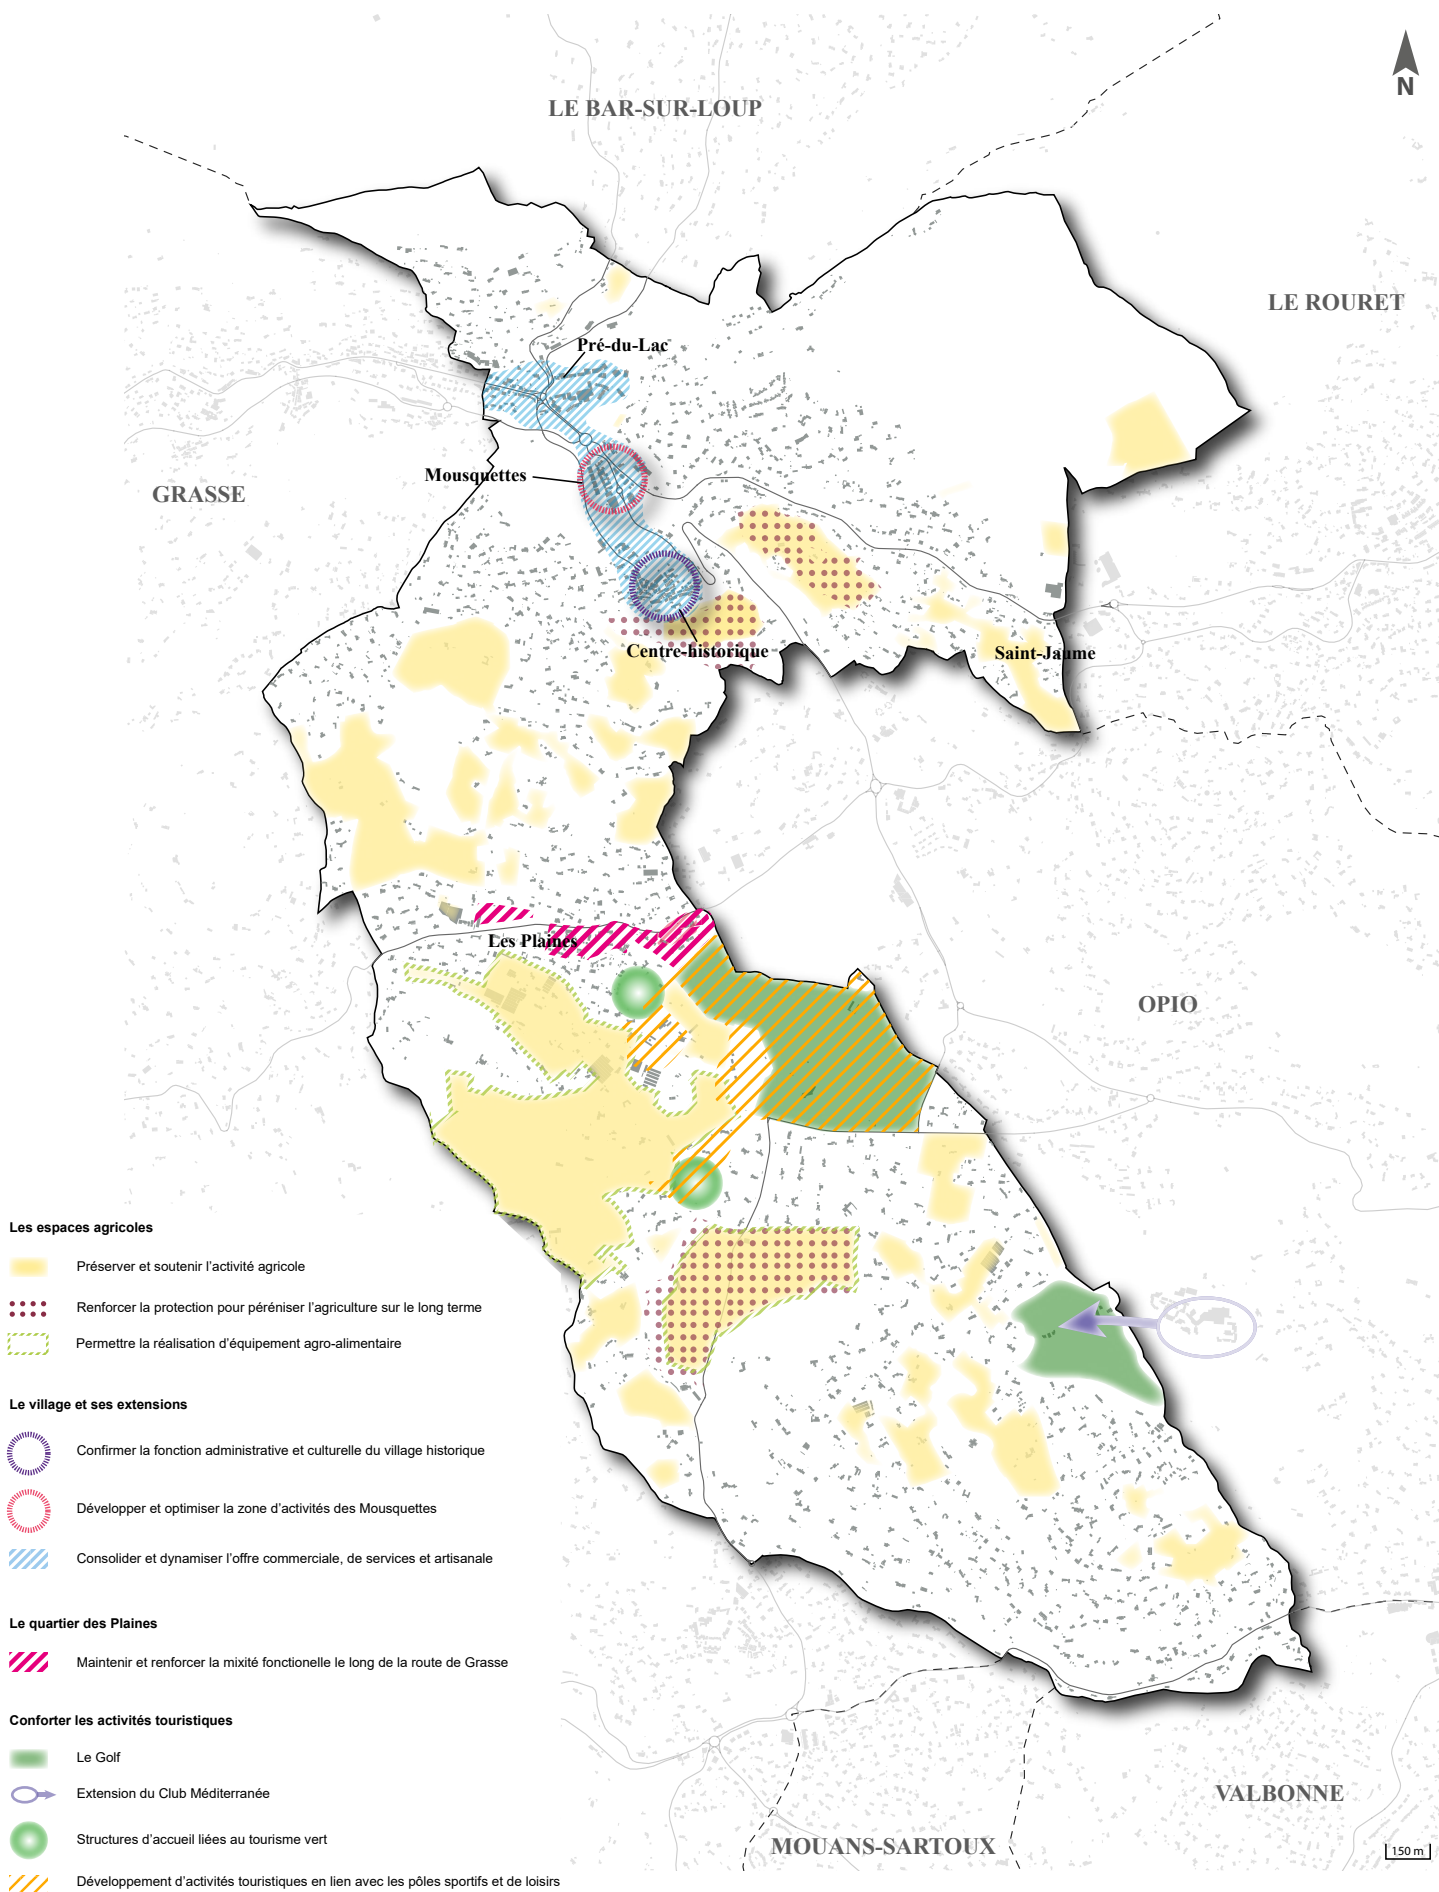 N
LE BAR-SUR-LOUP
LE ROURET
Pré-du-Lac
Mousquettes
GRASSE
Centre-historique
Saint-Jaume
Les Plaines
OPIO
Les espaces agricoles
Préserver et soutenir l'activité agricole
Renforcer la protection pour péréniser l'agriculture sur le long terme
Permettre la réalisation d'équipement agro-alimentaire
Le village et ses extensions
Confirmer la fonction administrative et culturelle du village historique
Développer et optimiser la zone d'activités des Mousquettes
Consolider et dynamiser l'offre commerciale, de services et artisanale
Le quartier des Plaines
Maintenir et renforcer la mixité fonctionelle le long de la route de Grasse
Conforter les activités touristiques
Le Golf
Extension du Club Méditerranée
Structures d'accueil liées au tourisme vert
Développement d'activités touristiques en lien avec les pôles sportifs et de loisirs
VALBONNE
MOUANS-SARTOUX
150 m